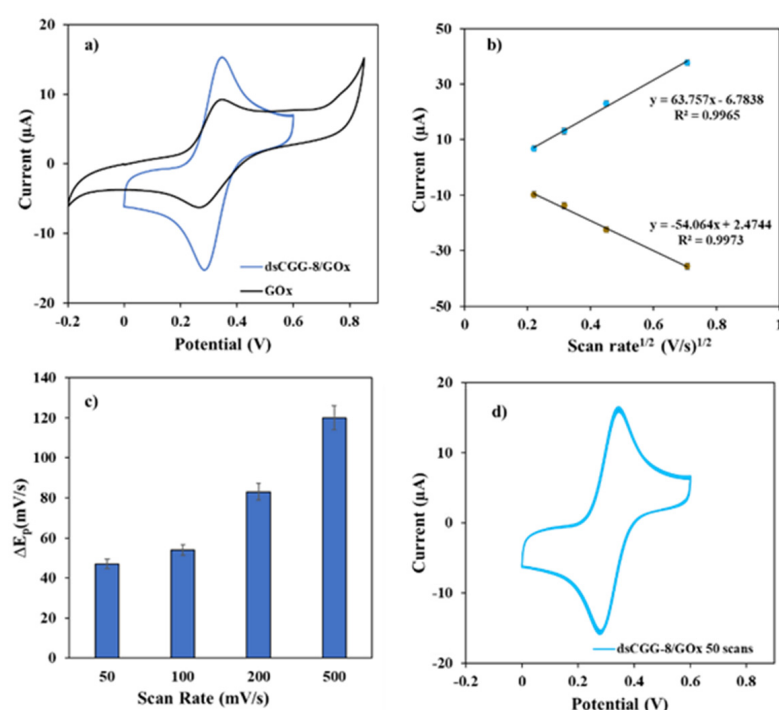 a)
Current (µA)
20
10
0
-10
-20
-0.2
0
0.2
0.4
0.6
0.8
Potential (V)
dsCGG-8/GOx
GOx
b)
Current (µA)
50
30
10
-10
-30
-50
0
0.2
0.4
0.6
0.8
1
Scan rate1/2 (V/s)1/2
y = 63.757x - 6.7838
R² = 0.9965
y = -54.064x + 2.4744
R² = 0.9973
c)
ΔEp(mV/s)
140
120
100
80
60
40
20
0
50
100
200
500
Scan Rate (mV/s)
d)
Current (µA)
20
10
0
-10
-20
-0.2
0
0.2
0.4
0.6
0.8
Potential (V)
dsCGG-8/GOx 50 scans